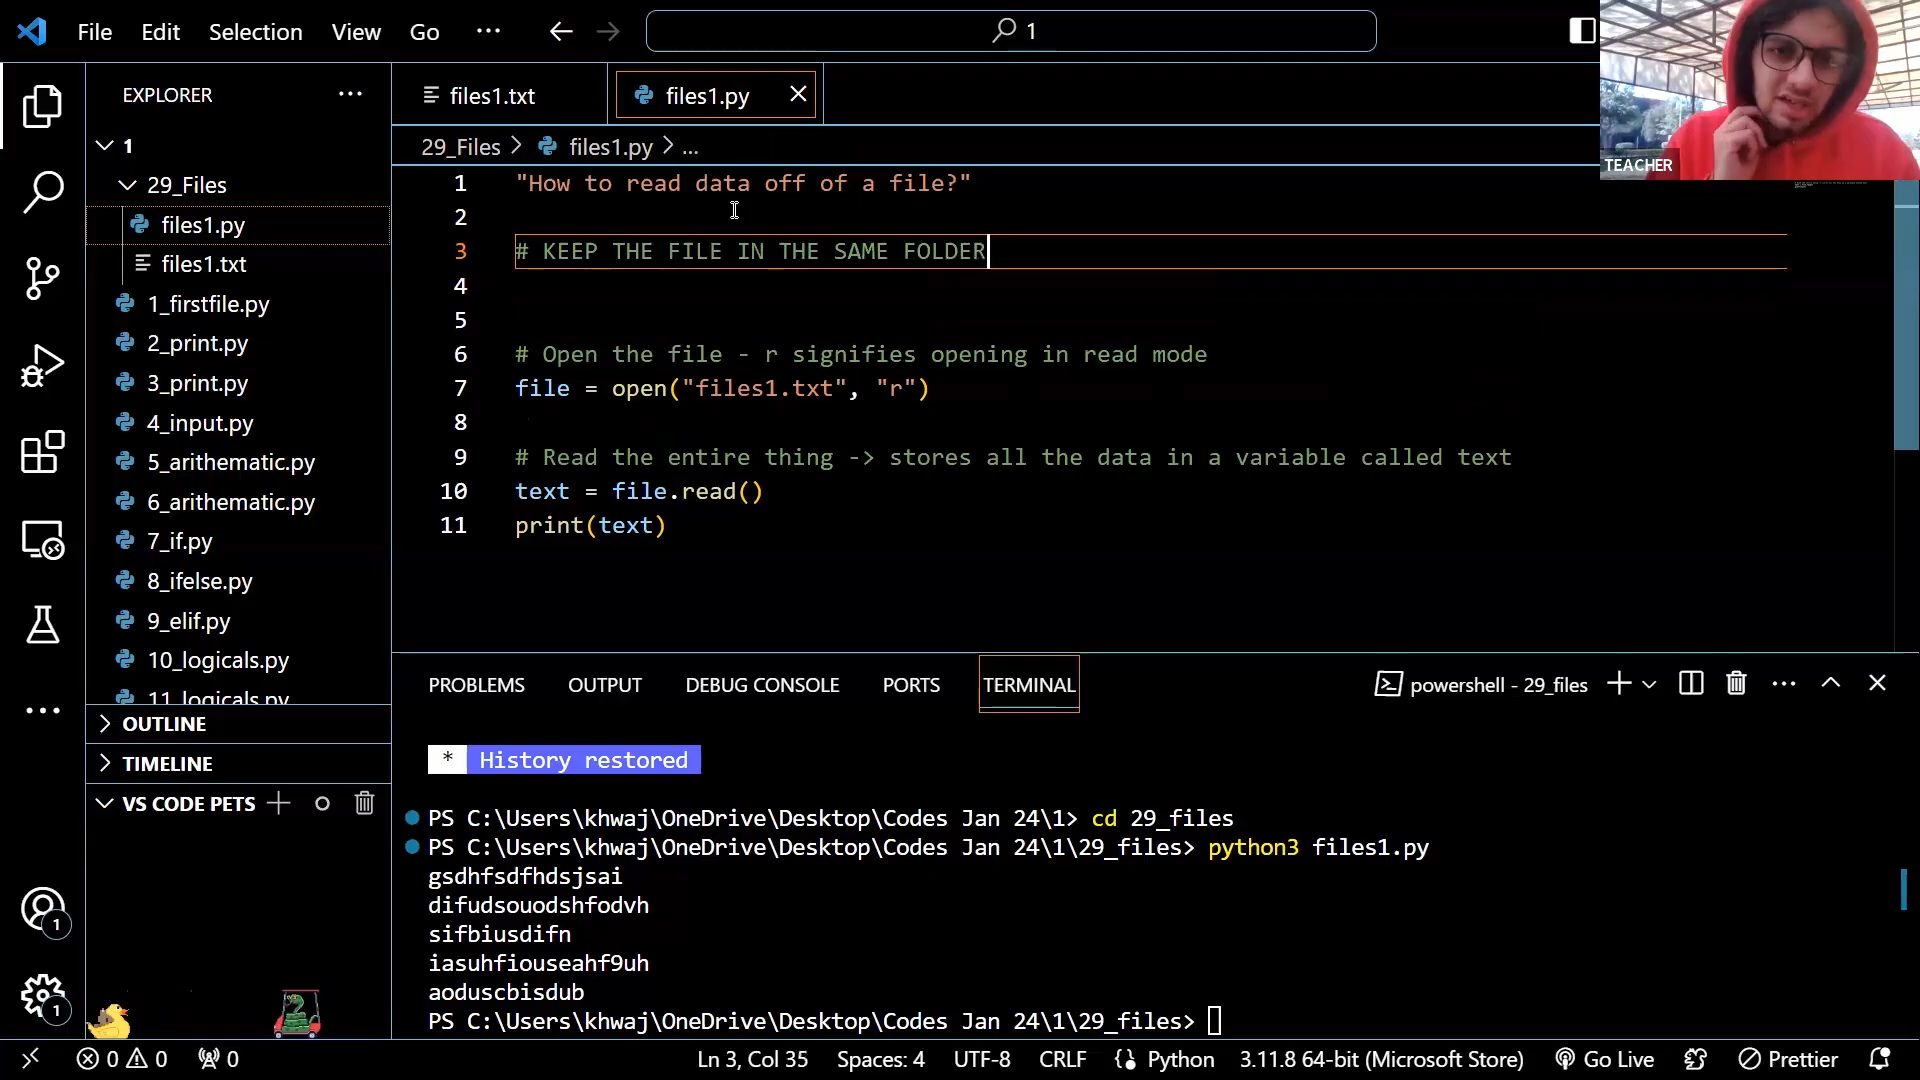 File Edit Selection View Go ... 1
TEACHER
EXPLORER ...
1
29_Files
files1.py
files1.txt
1_firstfile.py
2_print.py
3_print.py
4_input.py
5_arithematic.py
6_arithematic.py
7_if.py
8_ifelse.py
9_elif.py
10_logicals.py
11_logicals.py
OUTLINE
TIMELINE
VS CODE PETS
1
1
files1.txt files1.py
29_Files > files1.py > ...
1 "How to read data off of a file?"
2
3 # KEEP THE FILE IN THE SAME FOLDER
4
5
6 # Open the file - r signifies opening in read mode
7 file = open("files1.txt", "r")
8
9 # Read the entire thing -> stores all the data in a variable called text
10 text = file.read()
11 print(text)
PROBLEMS OUTPUT DEBUG CONSOLE PORTS TERMINAL powershell - 29_files
* History restored
PS C:\Users\khwaj\OneDrive\Desktop\Codes Jan 24\1> cd 29_files
PS C:\Users\khwaj\OneDrive\Desktop\Codes Jan 24\1\29_files> python3 files1.py
gsdhfsdfhdsjsai
difudsouodshfodvh
sifbiusdifn
iasuhfiouseahf9uh
aoduscbisdub
PS C:\Users\khwaj\OneDrive\Desktop\Codes Jan 24\1\29_files>
0 0 0 Ln 3, Col 35 Spaces: 4 UTF-8 CRLF Python 3.11.8 64-bit (Microsoft Store) Go Live Prettier